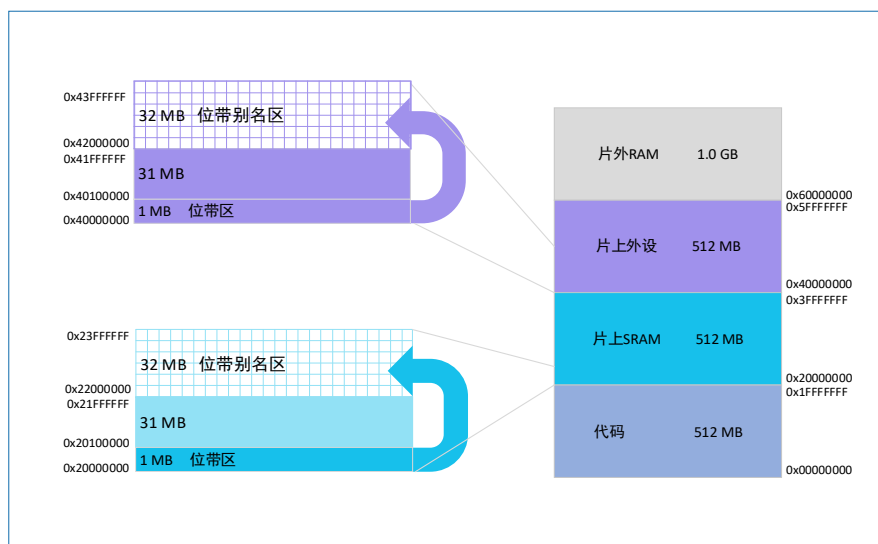 0x43FFFFFF
32 MB 位带别名区
0x42000000
0x41FFFFFF
31 MB
0x40100000
1 MB 位带区
0x40000000
0x23FFFFFF
32 MB 位带别名区
0x22000000
0x21FFFFFF
31 MB
0x20100000
1 MB 位带区
0x20000000
片外RAM 1.0 GB
0x60000000
0x5FFFFFFF
片上外设 512 MB
0x40000000
0x3FFFFFFF
片上SRAM 512 MB
0x20000000
0x1FFFFFFF
代码 512 MB
0x00000000